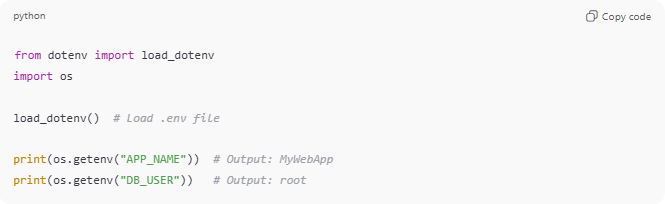 python
Copy code
from dotenv import load_dotenv
import os
load_dotenv()  # Load .env file
print(os.getenv("APP_NAME"))  # Output: MyWebApp
print(os.getenv("DB_USER"))   # Output: root